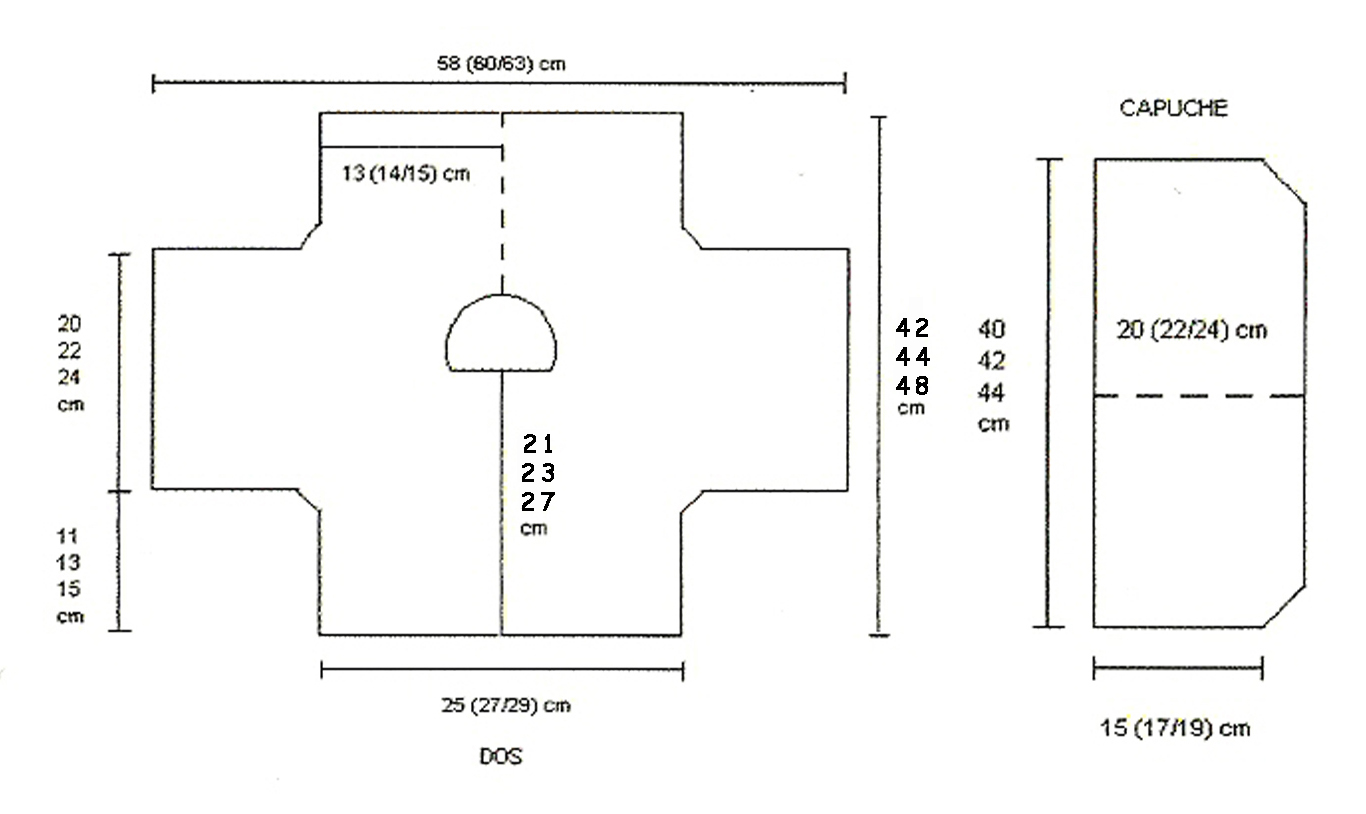 58 (60/63) cm
CAPUCHE
13 (14/15) cm
20
22
24
cm
42
44
48
cm
40
42
44
cm
20 (22/24) cm
21
23
27
cm
11
13
15
cm
25 (27/29) cm
15 (17/19) cm
DOS